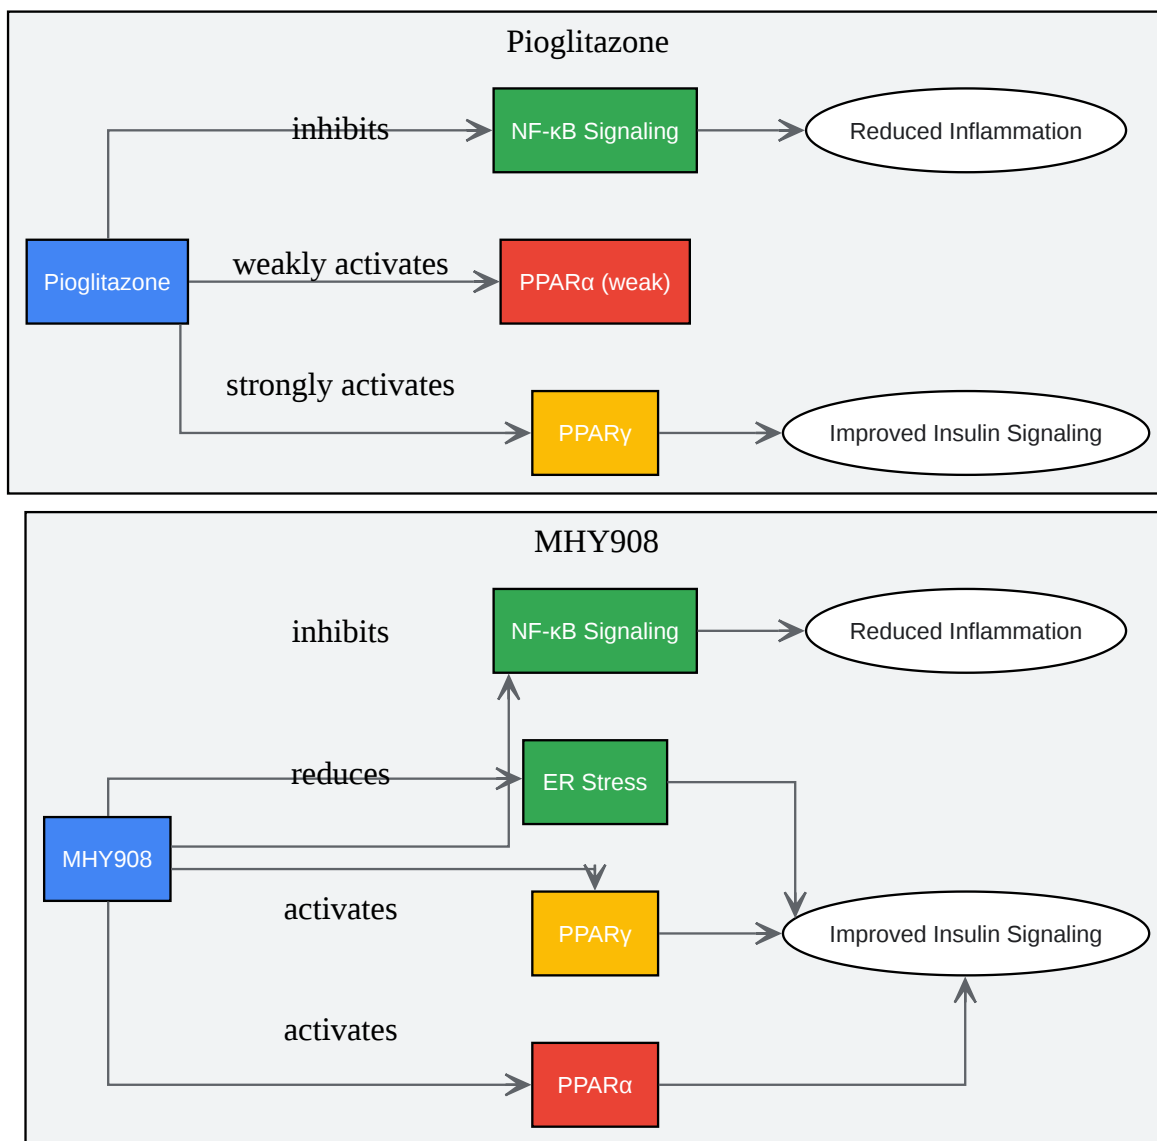 Pioglitazone
inhibits
NF-κB Signaling
Reduced Inflammation
Pioglitazone
weakly activates
PPARα (weak)
strongly activates
PPARγ
Improved Insulin Signaling
MHY908
inhibits
NF-κB Signaling
Reduced Inflammation
reduces
ER Stress
MHY908
activates
PPARγ
Improved Insulin Signaling
activates
PPARα